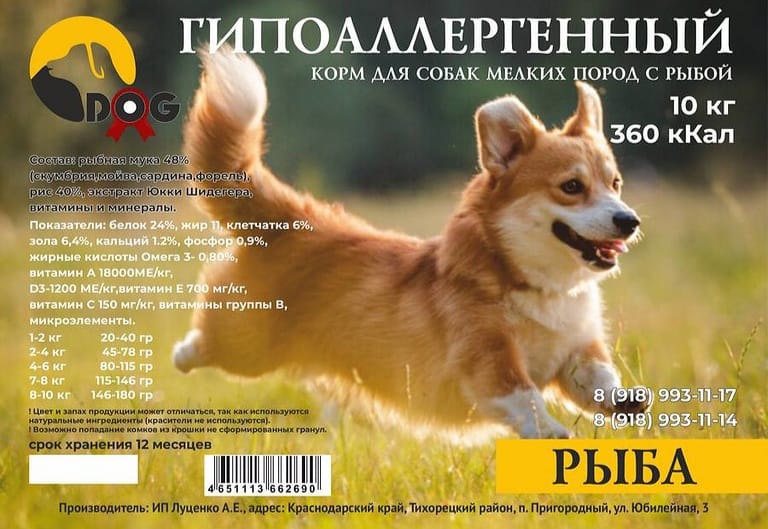 ГИПОАЛЛЕРГЕННЫЙ
КОРМ ДЛЯ СОБАК МЕЛКИХ ПОРОД С РЫБОЙ
10 кг
360 кКал
DOG
Состав: рыбная мука 48%
(скумбрия,мойва,сардина,форель),
рис 40%, экстракт Юкки Шидегера,
витамины и минералы.
Показатели: белок 24%, жир 11, клетчатка 6%,
зола 6,4%, кальций 1.2%, фосфор 0,9%,
жирные кислоты Омега 3- 0,80%,
витамин А 18000МЕ/кг,
D3-1200 МЕ/кг,витамин Е 700 мг/кг,
витамин С 150 мг/кг, витамины группы В,
микроэлементы.
1-2 кг 20-40 гр
2-4 кг 45-78 гр
4-6 кг 80-115 гр
7-8 кг 115-146 гр
8-10 кг 146-180 гр
! Цвет и запах продукции может отличаться, так как используются
натуральные ингредиенты (красители не используются).
! Возможно попадание комков из крошки не сформированных гранул.
срок хранения 12 месяцев
4 651113 662690
8 (918) 993-11-17
8 (918) 993-11-14
РЫБА
Производитель: ИП Луценко А.Е., адрес: Краснодарский край, Тихорецкий район, п. Пригородный, ул. Юбилейная, 3